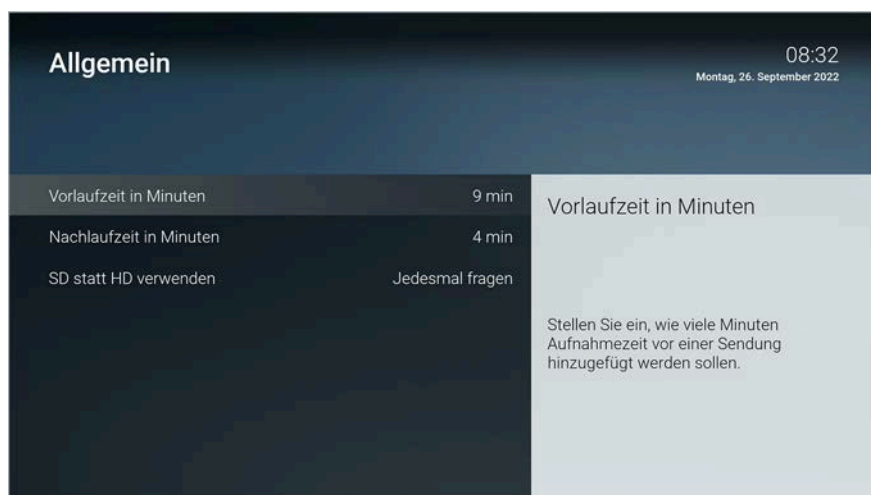 Allgemein
08:32
Montag, 26. September 2022
Vorlaufzeit in Minuten 9 min
Nachlaufzeit in Minuten 4 min
SD statt HD verwenden Jedesmal fragen
Vorlaufzeit in Minuten
Stellen Sie ein, wie viele Minuten
Aufnahmezeit vor einer Sendung
hinzugefügt werden sollen.